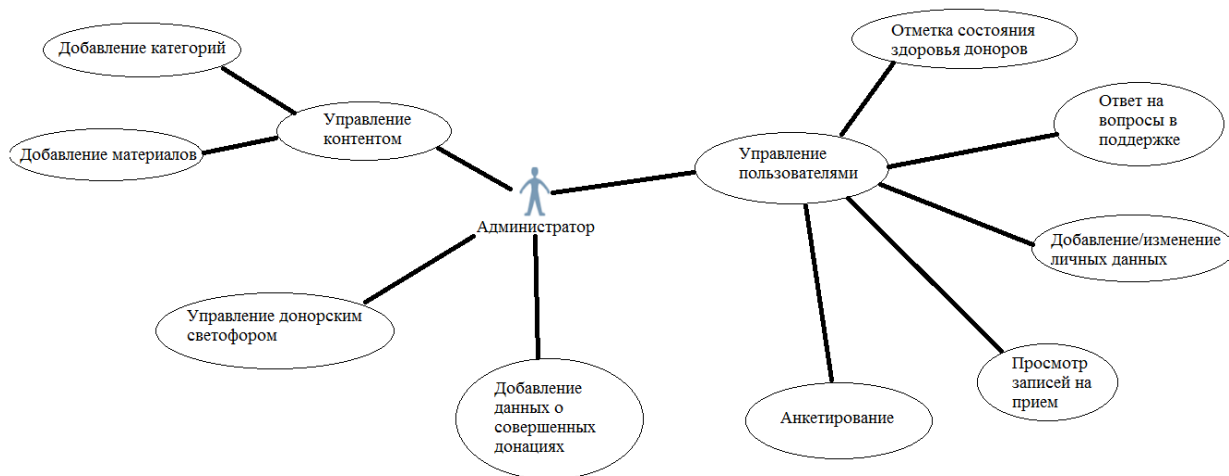 Добавление категорий
Отметка состояния
здоровья доноров
Управление
контентом
Ответ на
вопросы в
поддержке
Добавление материалов
Управление
пользователями
Администратор
Добавление/изменение
личных данных
Управление донорским
светофором
Просмотр
записей на
прием
Добавление
данных о
совершенных
донациях
Анкетирование